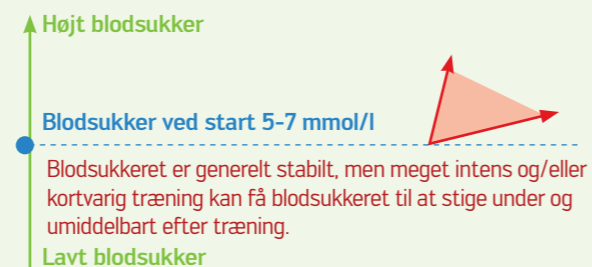 Højt blodsukker
Blodsukker ved start 5-7 mmol/l
Blodsukkeret er generelt stabilt, men meget intens og/eller
kortvarig træning kan få blodsukkeret til at stige under og
umiddelbart efter træning.
Lavt blodsukker